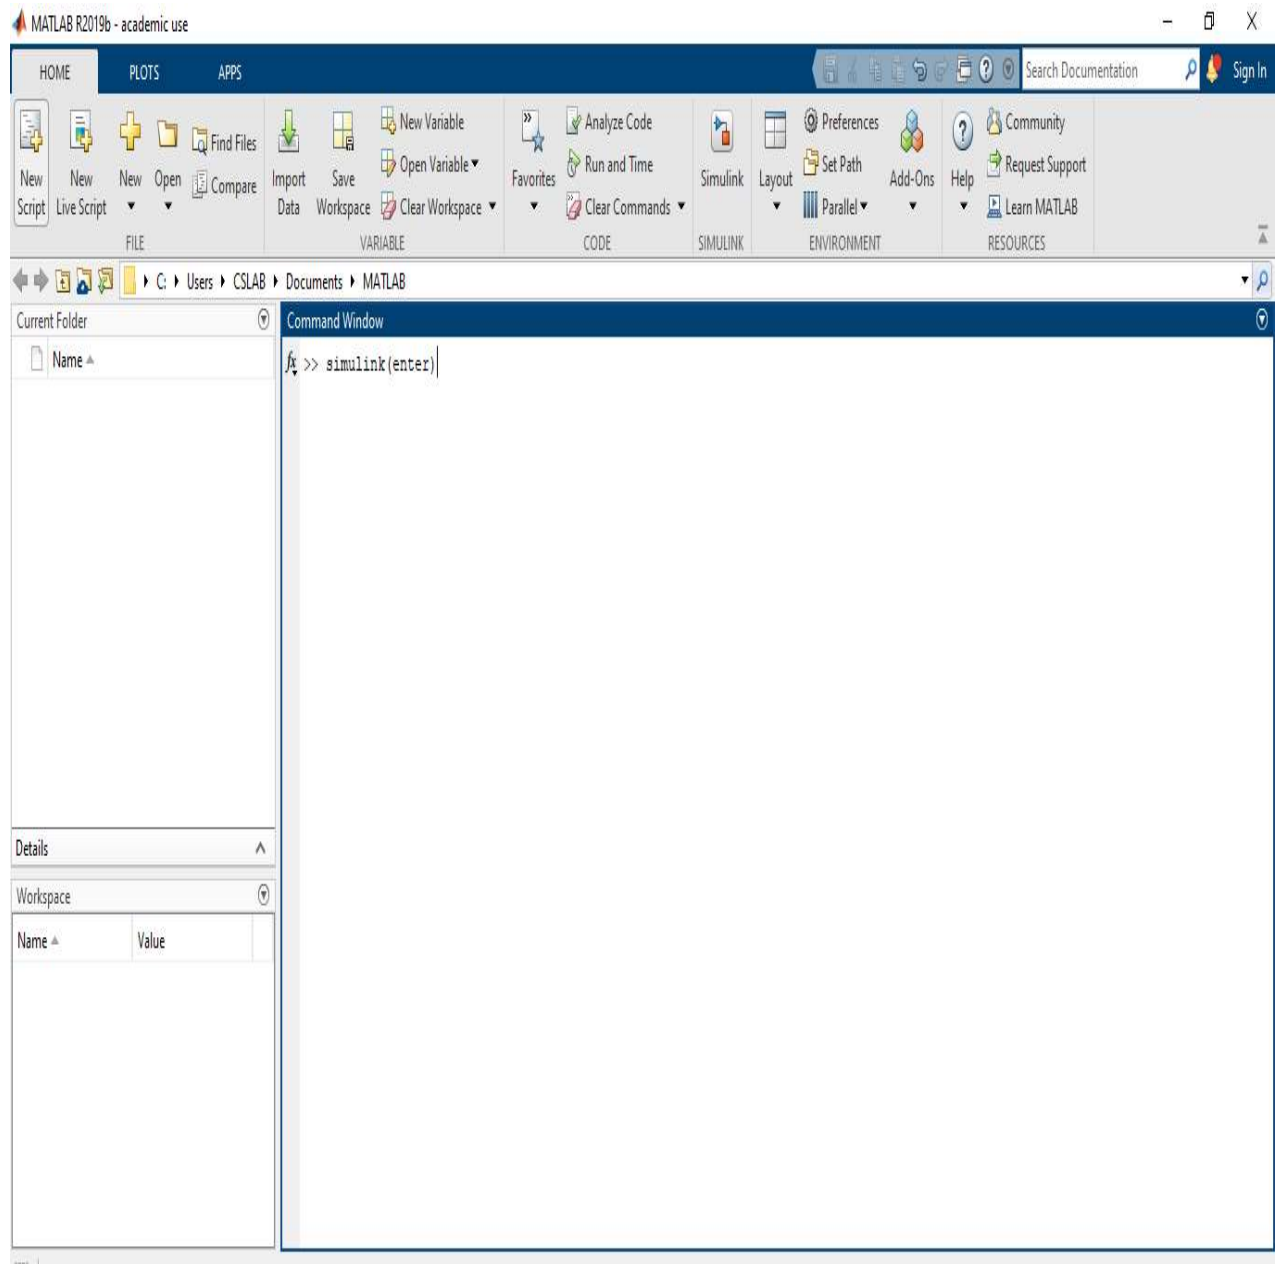 MATLAB R2019b - academic use
HOME PLOTS APPS
Search Documentation
Sign In
New Script
New Live Script
New
Open
Find Files
Compare
FILE
Import Data
Save Workspace
New Variable
Open Variable
Clear Workspace
VARIABLE
Favorites
Analyze Code
Run and Time
Clear Commands
CODE
Simulink
SIMULINK
Layout
Preferences
Set Path
Parallel
Add-Ons
ENVIRONMENT
Help
Community
Request Support
Learn MATLAB
RESOURCES
C: Users CSLAB Documents MATLAB
Current Folder
Name
Command Window
fx >> simulink(enter)
Details
Workspace
Name Value